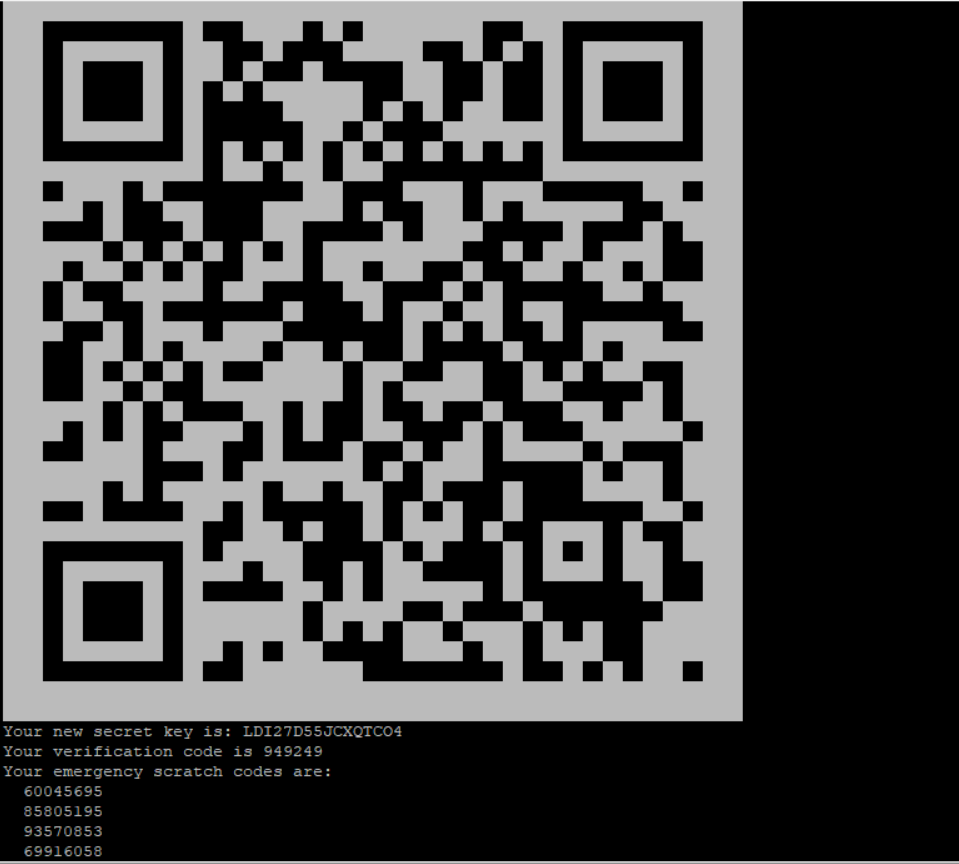 Your new secret key is: LDI27D55JCXQTCO4
Your verification code is 949249
Your emergency scratch codes are:
60045695
85805195
93570853
69916058